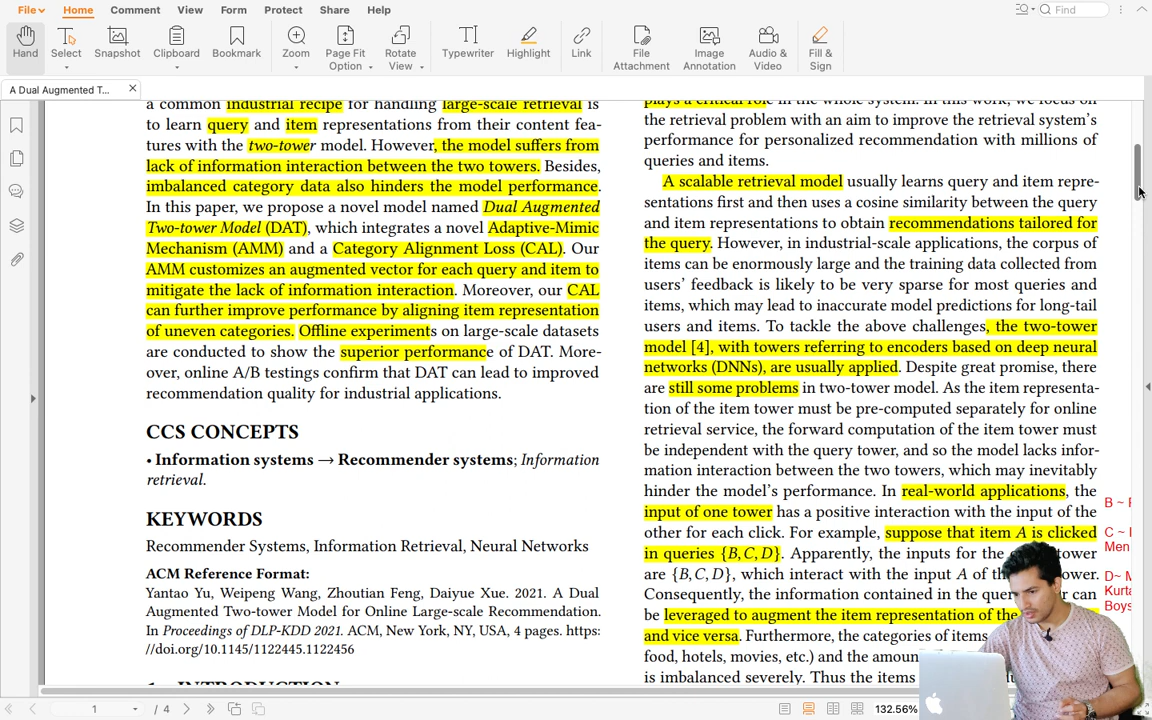 File Home Comment View Form Protect Share Help Find
Hand Select Snapshot Clipboard Bookmark Zoom Page Fit Option Rotate View Typewriter Highlight Link File Attachment Image Annotation Audio & Video Fill & Sign
A Dual Augmented T...
a common industrial recipe for handling large-scale retrieval is
to learn query and item representations from their content fea-
tures with the two-tower model. However, the model suffers from
lack of information interaction between the two towers. Besides,
imbalanced category data also hinders the model performance.
In this paper, we propose a novel model named Dual Augmented
Two-tower Model (DAT), which integrates a novel Adaptive-Mimic
Mechanism (AMM) and a Category Alignment Loss (CAL). Our
AMM customizes an augmented vector for each query and item to
mitigate the lack of information interaction. Moreover, our CAL
can further improve performance by aligning item representation
of uneven categories. Offline experiments on large-scale datasets
are conducted to show the superior performance of DAT. More-
over, online A/B testings confirm that DAT can lead to improved
recommendation quality for industrial applications.
CCS CONCEPTS
• Information systems → Recommender systems; Information
retrieval.
KEYWORDS
Recommender Systems, Information Retrieval, Neural Networks
ACM Reference Format:
Yantao Yu, Weipeng Wang, Zhoutian Feng, Daiyue Xue. 2021. A Dual
Augmented Two-tower Model for Online Large-scale Recommendation.
In Proceedings of DLP-KDD 2021. ACM, New York, NY, USA, 4 pages. https:
//doi.org/10.1145/1122445.1122456
INTRODUCTION
plays a critical role in the whole system. In this work, we focus on
the retrieval problem with an aim to improve the retrieval system's
performance for personalized recommendation with millions of
queries and items.
A scalable retrieval model usually learns query and item repre-
sentations first and then uses a cosine similarity between the query
and item representations to obtain recommendations tailored for
the query. However, in industrial-scale applications, the corpus of
items can be enormously large and the training data collected from
users' feedback is likely to be very sparse for most queries and
items, which may lead to inaccurate model predictions for long-tail
users and items. To tackle the above challenges, the two-tower
model [4], with towers referring to encoders based on deep neural
networks (DNNs), are usually applied. Despite great promise, there
are still some problems in two-tower model. As the item representa-
tion of the item tower must be pre-computed separately for online
retrieval service, the forward computation of the item tower must
be independent with the query tower, and so the model lacks infor-
mation interaction between the two towers, which may inevitably
hinder the model's performance. In real-world applications, the
input of one tower has a positive interaction with the input of the
other for each click. For example, suppose that item A is clicked
in queries {B, C, D}. Apparently, the inputs for the tower
are {B, C, D}, which interact with the input A of
Consequently, the information contained in the can
be leveraged to augment the item representation of the
and vice versa. Furthermore, the categories of items
food, hotels, movies, etc.) and the amoun
is imbalanced severely. Thus the items
B ~
C ~
Men
D~
Kurta
Boys
1 / 4 132.56%